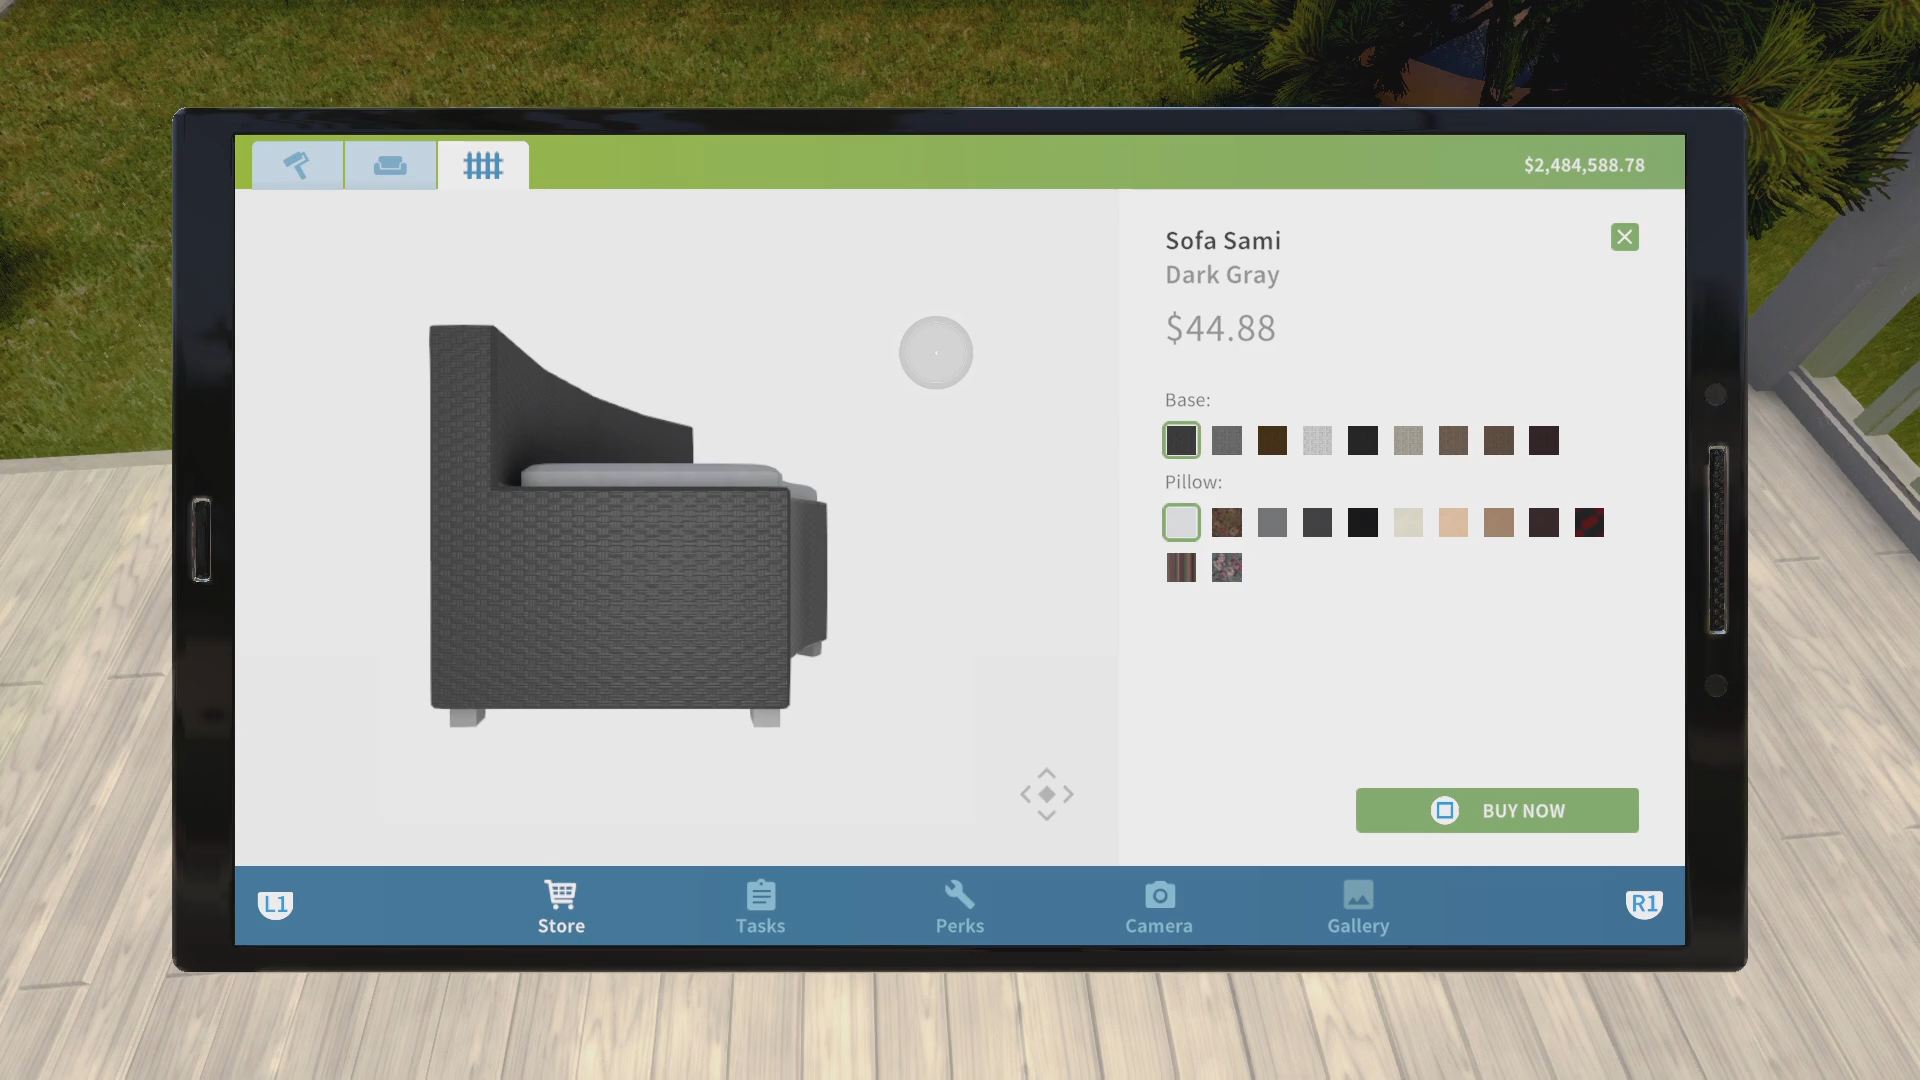 $2,484,588.78
Sofa Sami
Dark Gray
$44.88
Base:
Pillow:
BUY NOW
L1
Store
Tasks
Perks
Camera
Gallery
R1